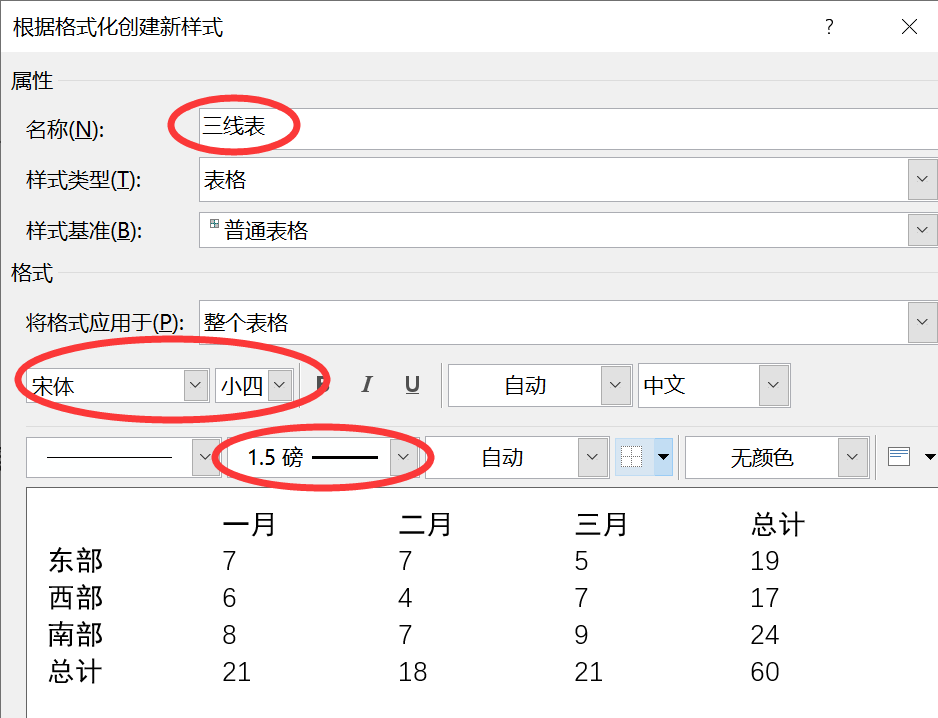 根据格式化创建新样式 ?
属性
名称(N): 三线表
样式类型(T): 表格
样式基准(B): 普通表格
格式
将格式应用于(P): 整个表格
宋体 小四 B I U 自动 中文
1.5 磅 自动 无颜色
一月 二月 三月 总计
东部 7 7 5 19
西部 6 4 7 17
南部 8 7 9 24
总计 21 18 21 60